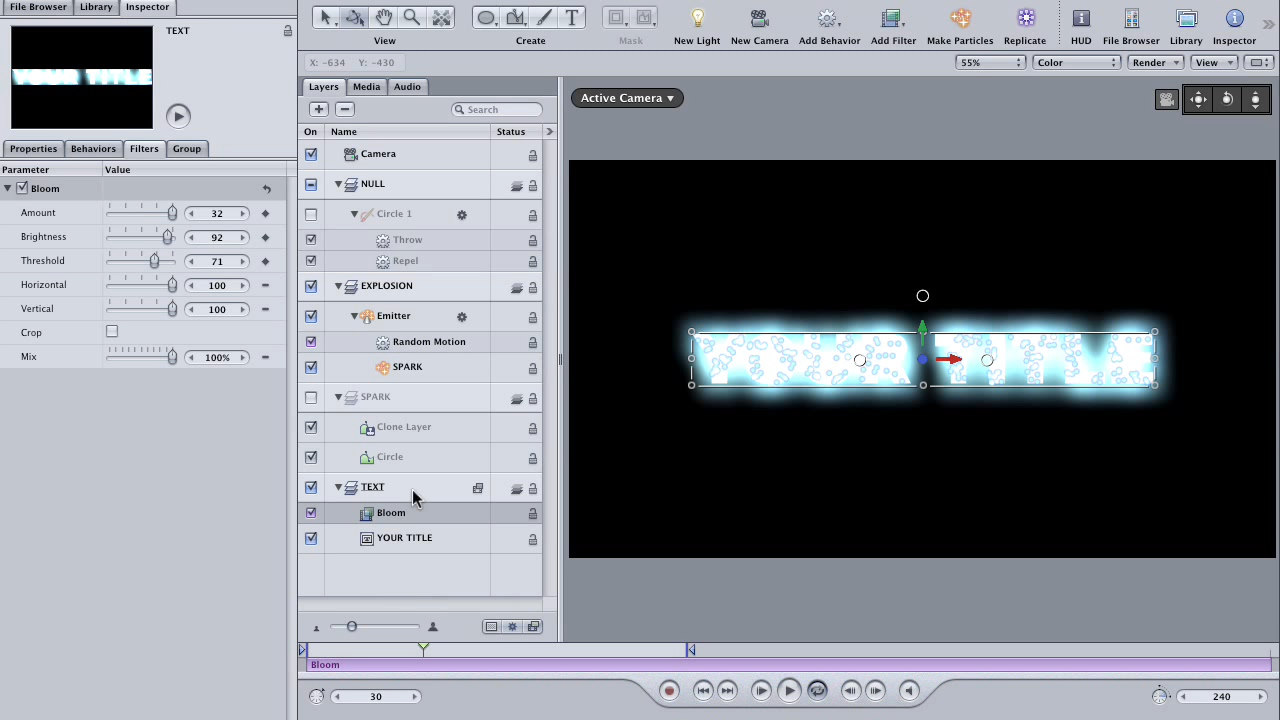 File Browser Library Inspector
TEXT
View Create Mask New Light New Camera Add Behavior Add Filter Make Particles Replicate HUD File Browser Library Inspector
X: -634 Y: -430 55% Color Render View
Layers Media Audio
Active Camera
Search
On Name Status
Properties Behaviors Filters Group
Parameter Value
Bloom
Amount 32
Brightness 92
Threshold 71
Horizontal 100
Vertical 100
Crop
Mix 100%
Camera
NULL
Circle 1
Throw
Repel
EXPLOSION
Emitter
Random Motion
SPARK
SPARK
Clone Layer
Circle
TEXT
Bloom
YOUR TITLE
YOUR TITLE
Bloom
30 240